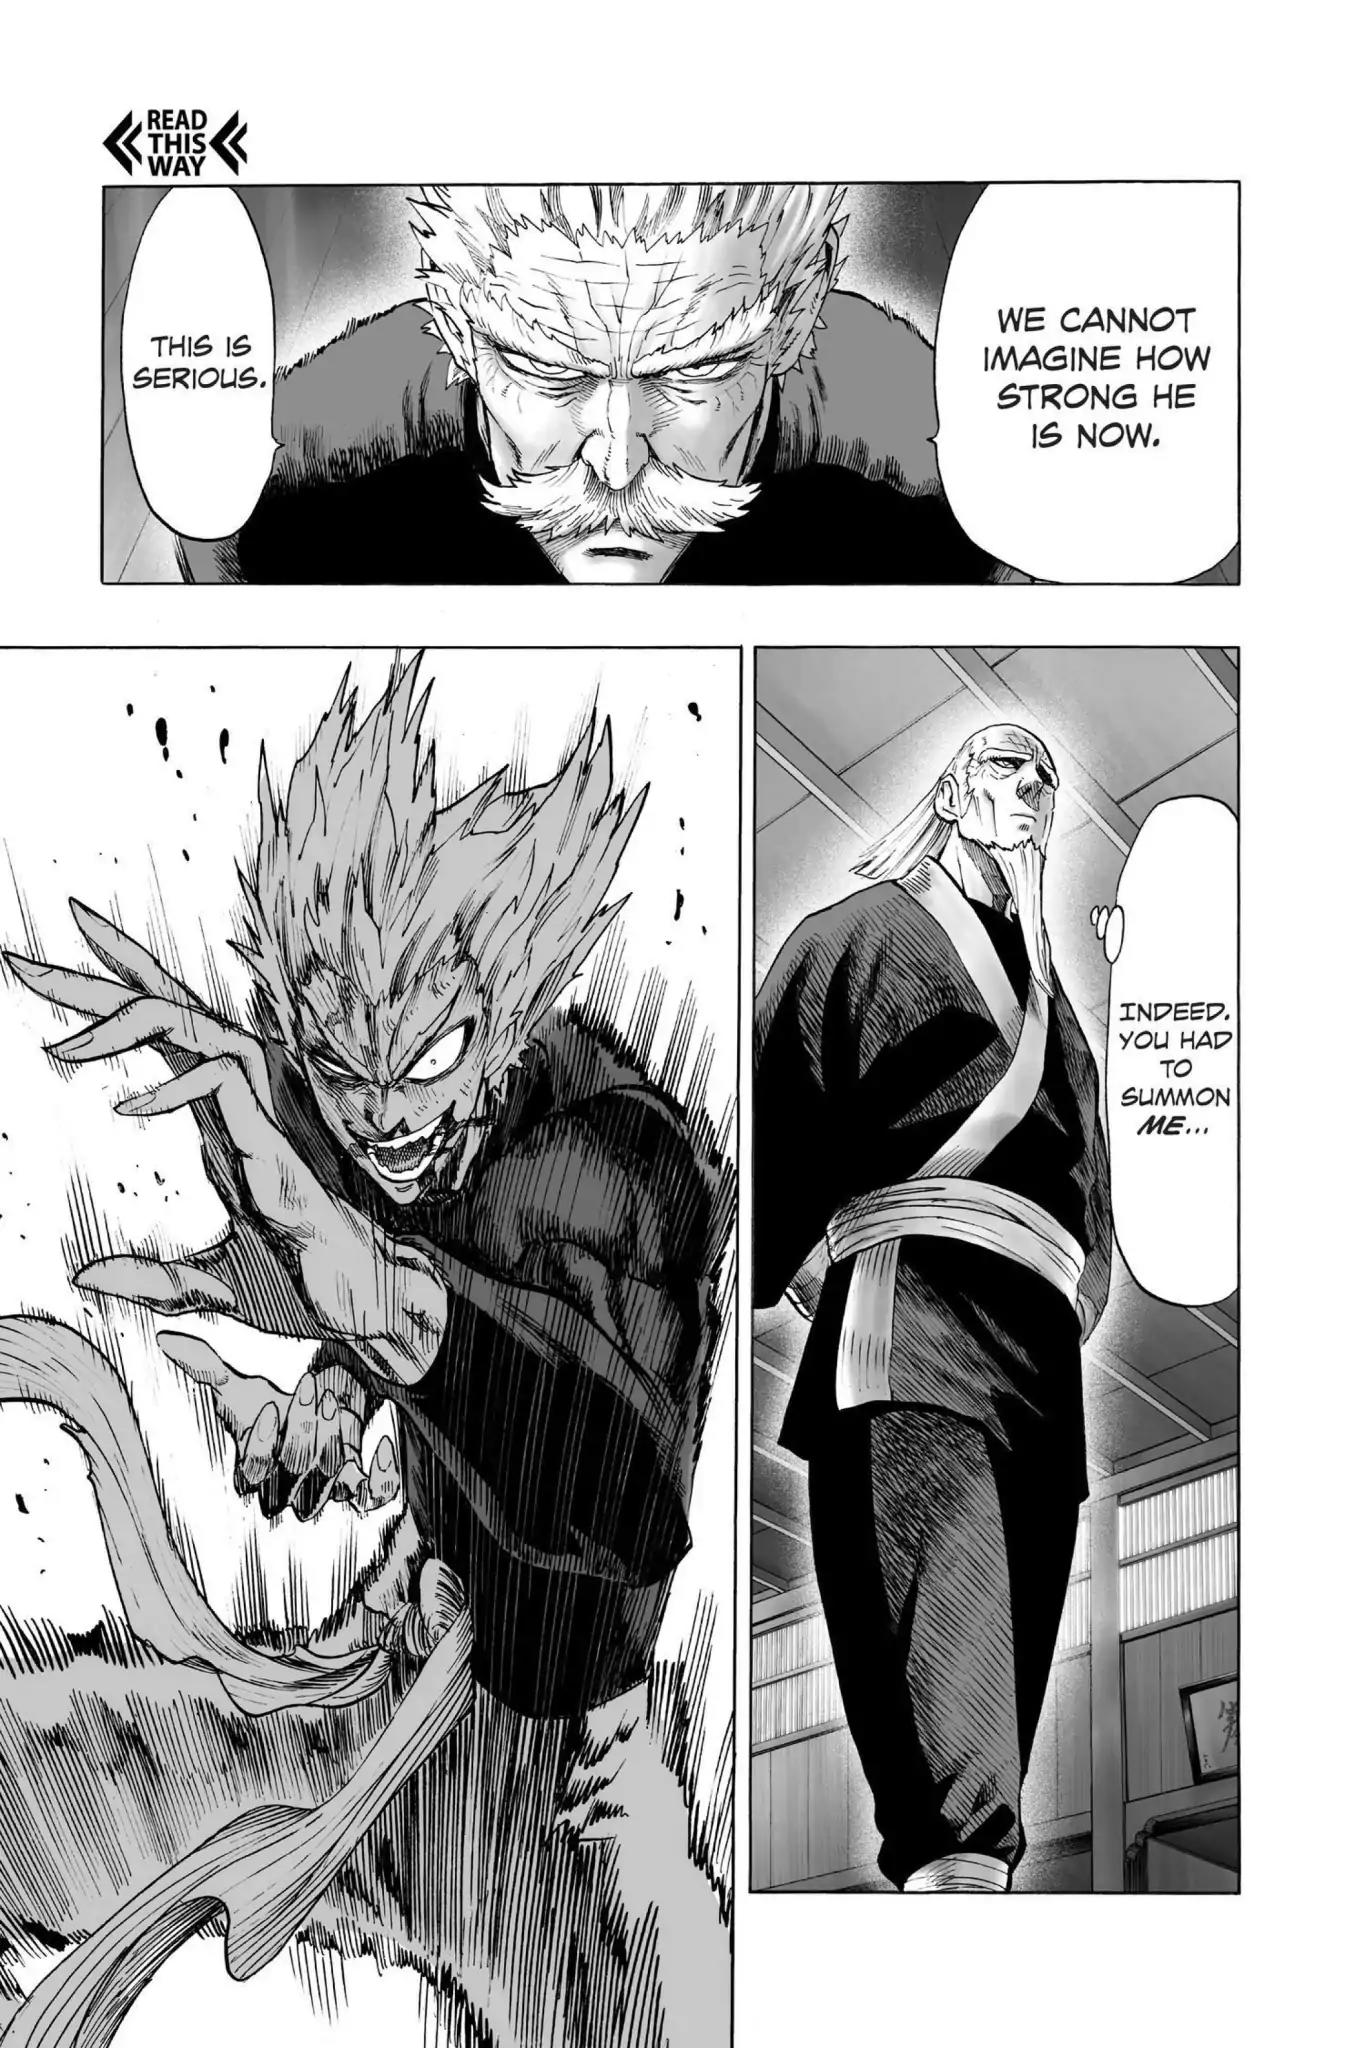 READ
THIS
WAY
WE CANNOT
IMAGINE HOW
STRONG HE
IS NOW.
THIS IS
SERIOUS.
INDEED.
YOU HAD
TO
SUMMON
ME...